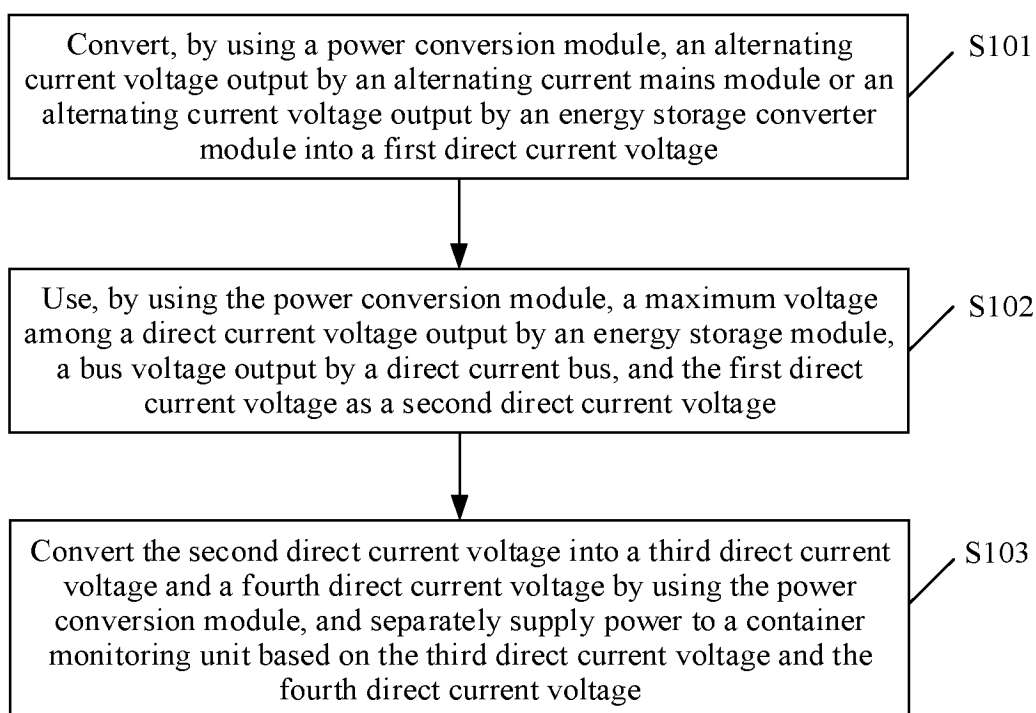 Convert, by using a power conversion module, an alternating
current voltage output by an alternating current mains module or an
alternating current voltage output by an energy storage converter
module into a first direct current voltage
S101
Use, by using the power conversion module, a maximum voltage
among a direct current voltage output by an energy storage module,
a bus voltage output by a direct current bus, and the first direct
current voltage as a second direct current voltage
S102
Convert the second direct current voltage into a third direct current
voltage and a fourth direct current voltage by using the power
conversion module, and separately supply power to a container
monitoring unit based on the third direct current voltage and the
fourth direct current voltage
S103